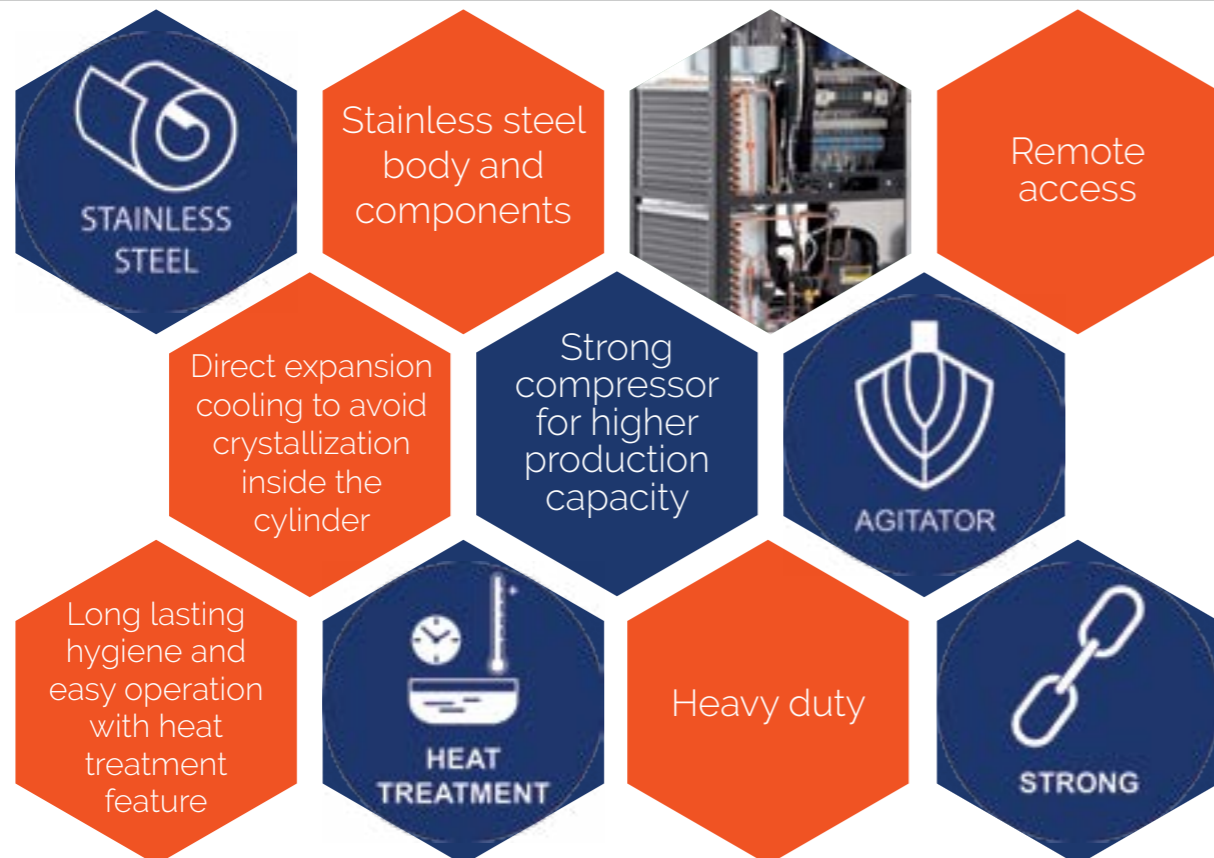 STAINLESS
STEEL
Stainless steel
body and
components
Remote
access
Direct expansion
cooling to avoid
crystallization
inside the
cylinder
Strong
compressor
for higher
production
capacity
AGITATOR
Long lasting
hygiene and
easy operation
with heat
treatment
feature
HEAT
TREATMENT
Heavy duty
STRONG